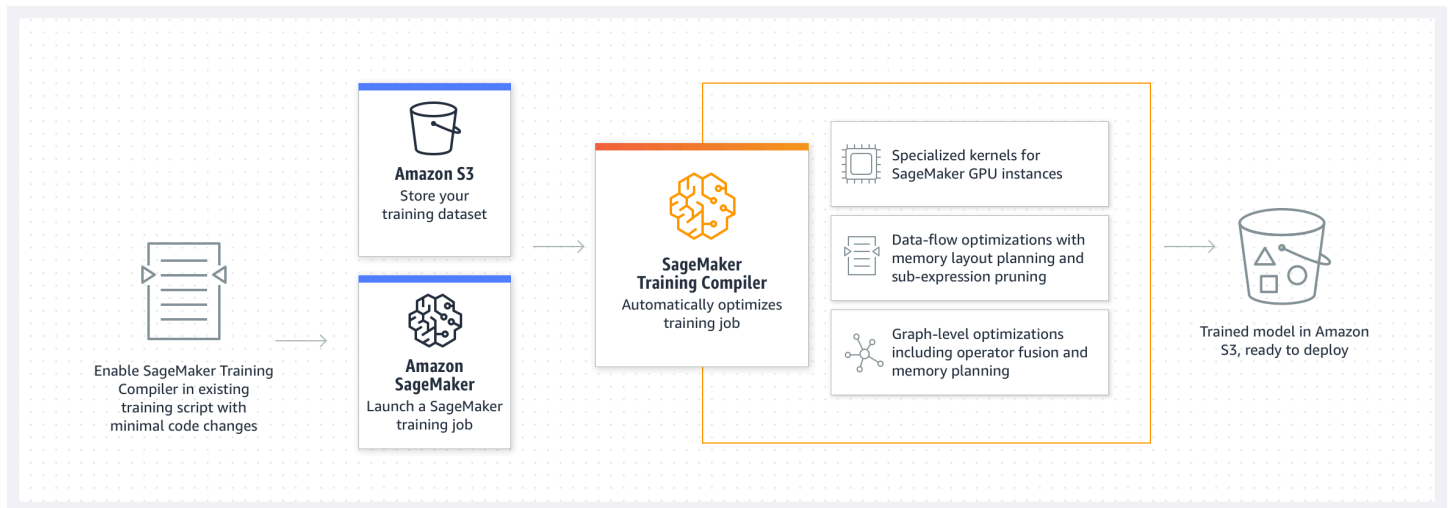 Enable SageMaker Training
Compiler in existing
training script with
minimal code changes
Amazon S3
Store your
training dataset
Amazon
SageMaker
Launch a SageMaker
training job
SageMaker
Training Compiler
Automatically optimizes
training job
Specialized kernels for
SageMaker GPU instances
Data-flow optimizations with
memory layout planning and
sub-expression pruning
Graph-level optimizations
including operator fusion and
memory planning
Trained model in Amazon
S3, ready to deploy